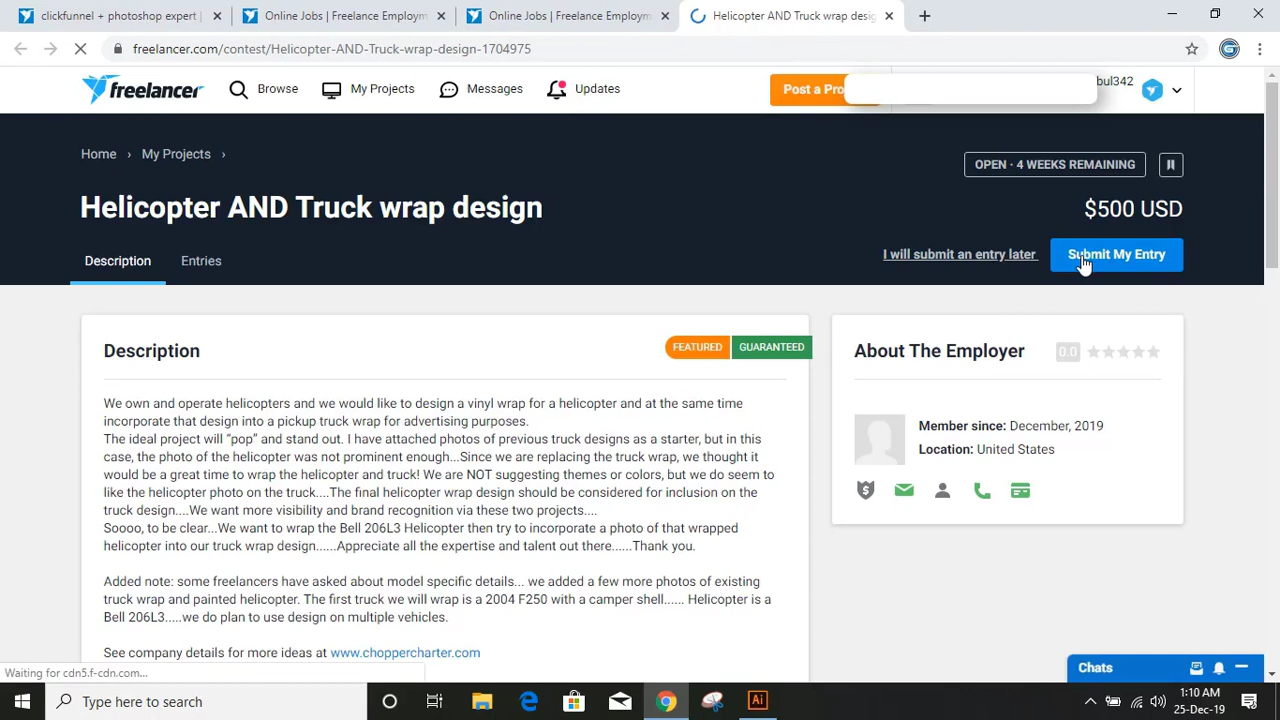 clickfunnel + photoshop expert |
Online Jobs | Freelance Employm
Online Jobs | Freelance Employm
Helicopter AND Truck wrap desig
freelancer.com/contest/Helicopter-AND-Truck-wrap-design-1704975
freelancer
Browse
My Projects
Messages
Updates
Post a Pro
bul342
Home › My Projects ›
OPEN - 4 WEEKS REMAINING
Helicopter AND Truck wrap design
$500 USD
Description
Entries
I will submit an entry later
Submit My Entry
Description
FEATURED
GUARANTEED
We own and operate helicopters and we would like to design a vinyl wrap for a helicopter and at the same time
incorporate that design into a pickup truck wrap for advertising purposes.
The ideal project will “pop” and stand out. I have attached photos of previous truck designs as a starter, but in this
case, the photo of the helicopter was not prominent enough...Since we are replacing the truck wrap, we thought it
would be a great time to wrap the helicopter and truck! We are NOT suggesting themes or colors, but we do seem to
like the helicopter photo on the truck....The final helicopter wrap design should be considered for inclusion on the
truck design....We want more visibility and brand recognition via these two projects....
Soooo, to be clear...We want to wrap the Bell 206L3 Helicopter then try to incorporate a photo of that wrapped
helicopter into our truck wrap design......Appreciate all the expertise and talent out there......Thank you.
Added note: some freelancers have asked about model specific details... we added a few more photos of existing
truck wrap and painted helicopter. The first truck we will wrap is a 2004 F250 with a camper shell...... Helicopter is a
Bell 206L3.....we do plan to use design on multiple vehicles.
See company details for more ideas at www.choppercharter.com
About The Employer
0.0
Member since: December, 2019
Location: United States
Chats
Waiting for cdn5.f-cdn.com...
Type here to search
Ai
1:10 AM
25-Dec-19